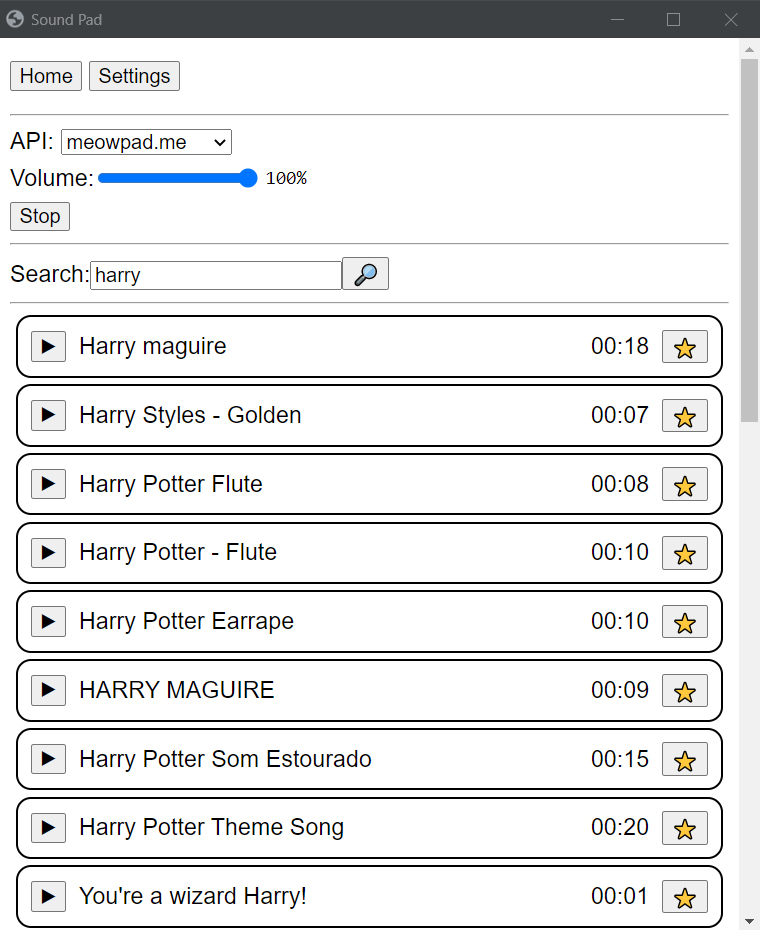 Sound Pad
Home Settings
API: meowpad.me
Volume: 100%
Stop
Search: harry
Harry maguire 00:18
Harry Styles - Golden 00:07
Harry Potter Flute 00:08
Harry Potter - Flute 00:10
Harry Potter Earrape 00:10
HARRY MAGUIRE 00:09
Harry Potter Som Estourado 00:15
Harry Potter Theme Song 00:20
You're a wizard Harry! 00:01